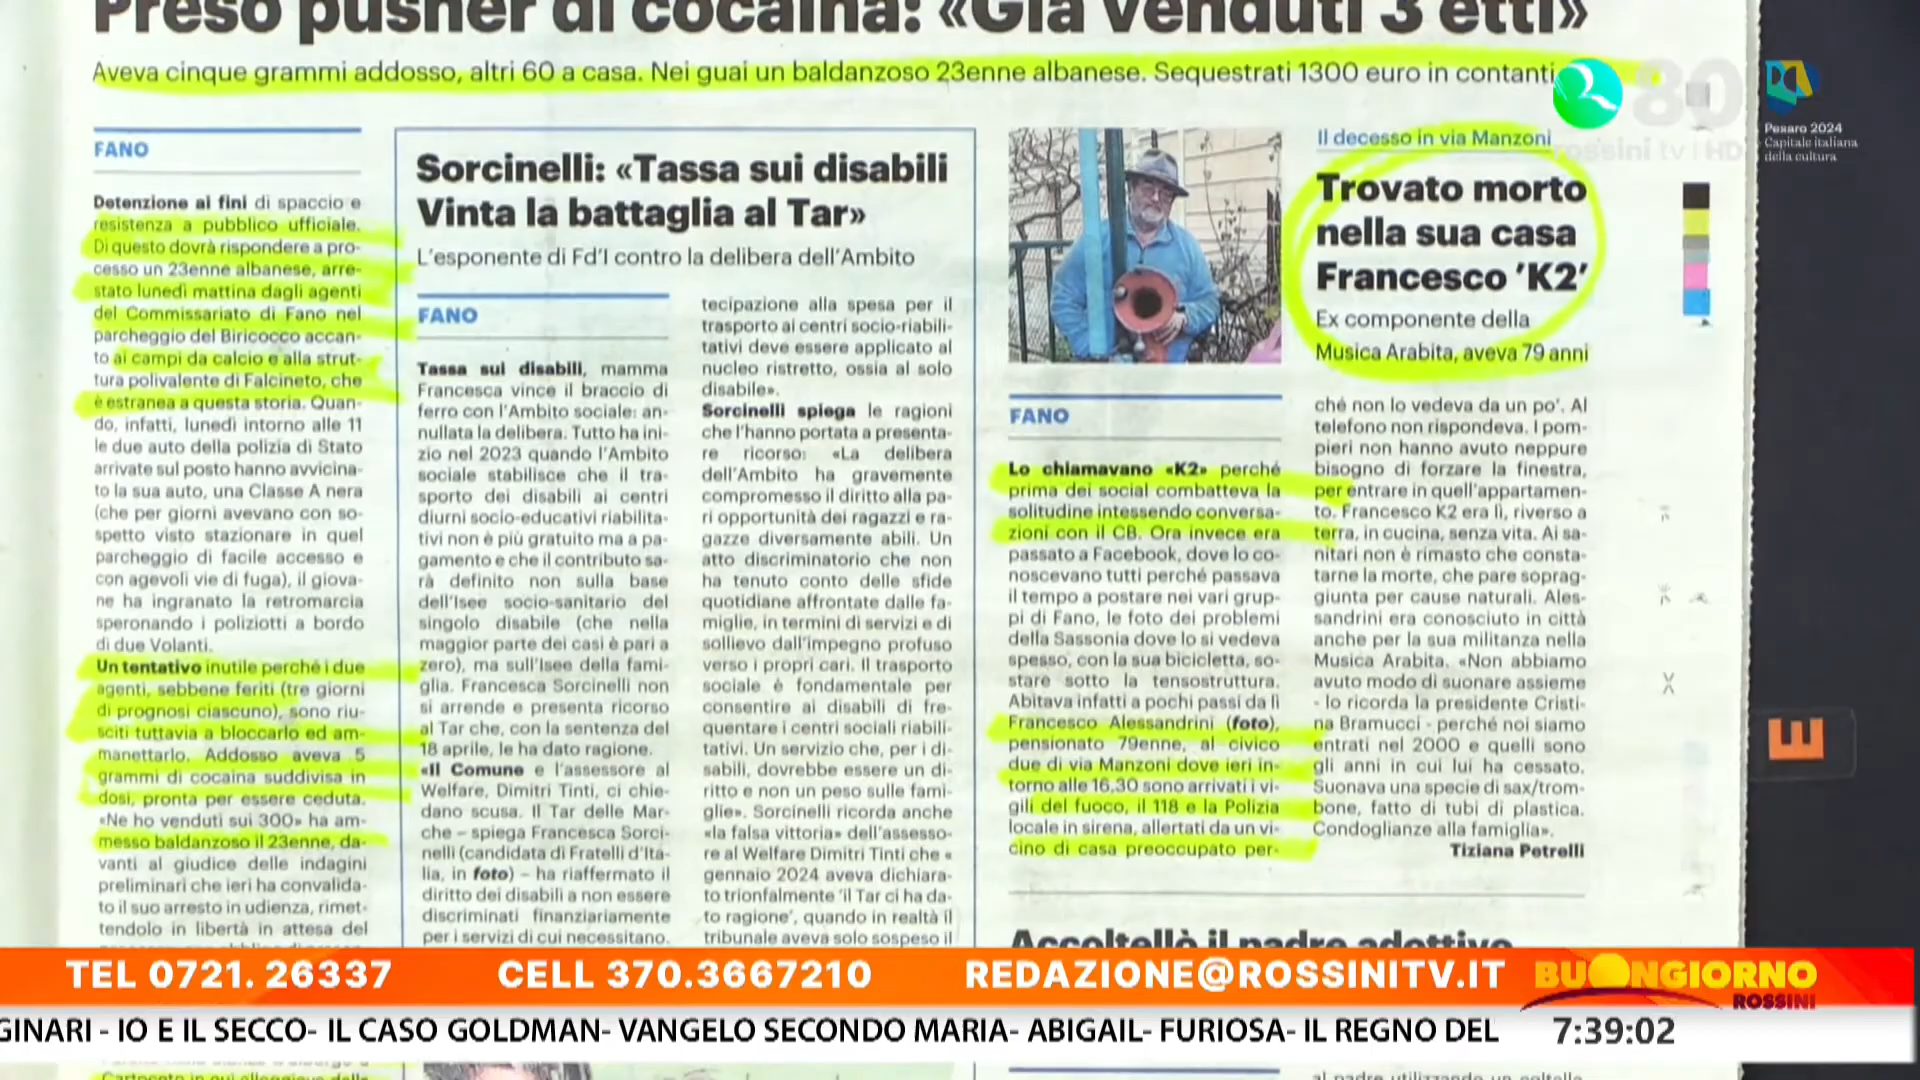 Preso pusher di cocaina: «Già venduti 3 etti»
Aveva cinque grammi addosso, altri 60 a casa. Nei guai un baldanzoso 23enne albanese. Sequestrati 1300 euro in contanti
80
rossini tv | HD
Pesaro 2024
Capitale italiana
della cultura
FANO
Detenzione ai fini di spaccio e
resistenza a pubblico ufficiale.
Di questo dovrà rispondere a pro-
cesso un 23enne albanese, arre-
stato lunedì mattina dagli agenti
del Commissariato di Fano nel
parcheggio del Biricocco accan-
to ai campi da calcio e alla strut-
tura polivalente di Falcineto, che
è estranea a questa storia. Quan-
do, infatti, lunedì intorno alle 11
le due auto della polizia di Stato
arrivate sul posto hanno avvicina-
to la sua auto, una Classe A nera
(che per giorni avevano con so-
spetto visto stazionare in quel
parcheggio di facile accesso e
con agevoli vie di fuga), il giova-
ne ha ingranato la retromarcia
speronando i poliziotti a bordo
di due Volanti.
Un tentativo inutile perché i due
agenti, sebbene feriti (tre giorni
di prognosi ciascuno), sono riu-
sciti tuttavia a bloccarlo ed am-
manettarlo. Addosso aveva 5
grammi di cocaina suddivisa in
dosi, pronta per essere ceduta.
«Ne ho venduti sui 300» ha am-
messo baldanzoso il 23enne, da-
vanti al giudice delle indagini
preliminari che ieri ha convalida-
to il suo arresto in udienza, rimet-
tendolo in libertà in attesa del
Sorcinelli: «Tassa sui disabili
Vinta la battaglia al Tar»
L'esponente di Fd'I contro la delibera dell'Ambito
FANO
Tassa sui disabili, mamma
Francesca vince il braccio di
ferro con l'Ambito sociale: an-
nullata la delibera. Tutto ha ini-
zio nel 2023 quando l'Ambito
sociale stabilisce che il tra-
sporto dei disabili ai centri
diurni socio-educativi riabilita-
tivi non è più gratuito ma a pa-
gamento e che il contributo sa-
rà definito non sulla base
dell'Isee socio-sanitario del
singolo disabile (che nella
maggior parte dei casi è pari a
zero), ma sull'Isee della fami-
glia. Francesca Sorcinelli non
si arrende e presenta ricorso
al Tar che, con la sentenza del
18 aprile, le ha dato ragione.
«Il Comune e l'assessore al
Welfare, Dimitri Tinti, ci chie-
dano scusa. Il Tar delle Mar-
che – spiega Francesca Sorci-
nelli (candidata di Fratelli d'Ita-
lia, in foto) – ha riaffermato il
diritto dei disabili a non essere
discriminati finanziariamente
per i servizi di cui necessitano.
tecipazione alla spesa per il
trasporto ai centri socio-riabili-
tativi deve essere applicato al
nucleo ristretto, ossia al solo
disabile».
Sorcinelli spiega le ragioni
che l'hanno portata a presenta-
re ricorso: «La delibera
dell'Ambito ha gravemente
compromesso il diritto alla pa-
ri opportunità dei ragazzi e ra-
gazze diversamente abili. Un
atto discriminatorio che non
ha tenuto conto delle sfide
quotidiane affrontate dalle fa-
miglie, in termini di servizi e di
sollievo dall'impegno profuso
verso i propri cari. Il trasporto
sociale è fondamentale per
consentire ai disabili di fre-
quentare i centri sociali riabili-
tativi. Un servizio che, per i di-
sabili, dovrebbe essere un di-
ritto e non un peso sulle fami-
glie». Sorcinelli ricorda anche
«la falsa vittoria» dell'assesso-
re al Welfare Dimitri Tinti che «
gennaio 2024 aveva dichiara-
to trionfalmente 'il Tar ci ha da-
to ragione', quando in realtà il
tribunale aveva solo sospeso il
Il decesso in via Manzoni
Trovato morto
nella sua casa
Francesco 'K2'
Ex componente della
Musica Arabita, aveva 79 anni
FANO
Lo chiamavano «K2» perché
prima dei social combatteva la
solitudine intessendo conversa-
zioni con il CB. Ora invece era
passato a Facebook, dove lo co-
noscevano tutti perché passava
il tempo a postare nei vari grup-
pi di Fano, le foto dei problemi
della Sassonia dove lo si vedeva
spesso, con la sua bicicletta, so-
stare sotto la tensostruttura.
Abitava infatti a pochi passi da lì
Francesco Alessandrini (foto),
pensionato 79enne, al civico
due di via Manzoni dove ieri in-
torno alle 16,30 sono arrivati i vi-
gili del fuoco, il 118 e la Polizia
locale in sirena, allertati da un vi-
cino di casa preoccupato per-
ché non lo vedeva da un po'. Al
telefono non rispondeva. I pom-
pieri non hanno avuto neppure
bisogno di forzare la finestra,
per entrare in quell'appartamen-
to. Francesco K2 era lì, riverso a
terra, in cucina, senza vita. Ai sa-
nitari non è rimasto che consta-
tarne la morte, che pare soprag-
giunta per cause naturali. Ales-
sandrini era conosciuto in città
anche per la sua militanza nella
Musica Arabita. «Non abbiamo
avuto modo di suonare assieme
- lo ricorda la presidente Cristi-
na Bramucci - perché noi siamo
entrati nel 2000 e quelli sono
gli anni in cui lui ha cessato.
Suonava una specie di sax/trom-
bone, fatto di tubi di plastica.
Condoglianze alla famiglia».
Tiziana Petrelli
Accoltellò il padre adottivo
E
TEL 0721. 26337 CELL 370.3667210 REDAZIONE@ROSSINITV.IT BUONGIORNO
ROSSINI
GINARI - IO E IL SECCO- IL CASO GOLDMAN- VANGELO SECONDO MARIA- ABIGAIL- FURIOSA- IL REGNO DEL 7:39:02